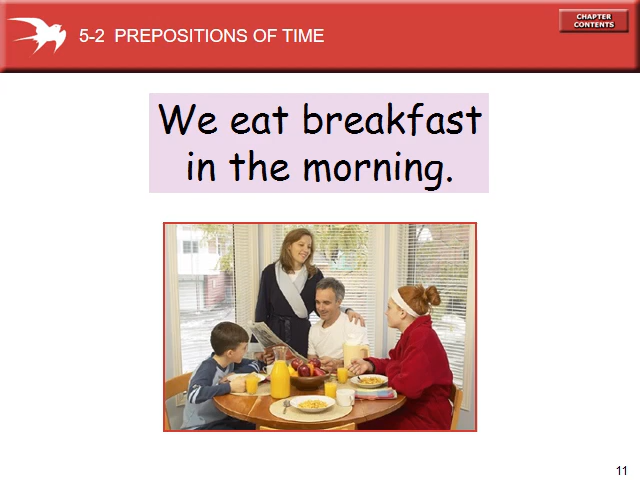 5-2 PREPOSITIONS OF TIME
CHAPTER
CONTENTS
We eat breakfast
in the morning.
11